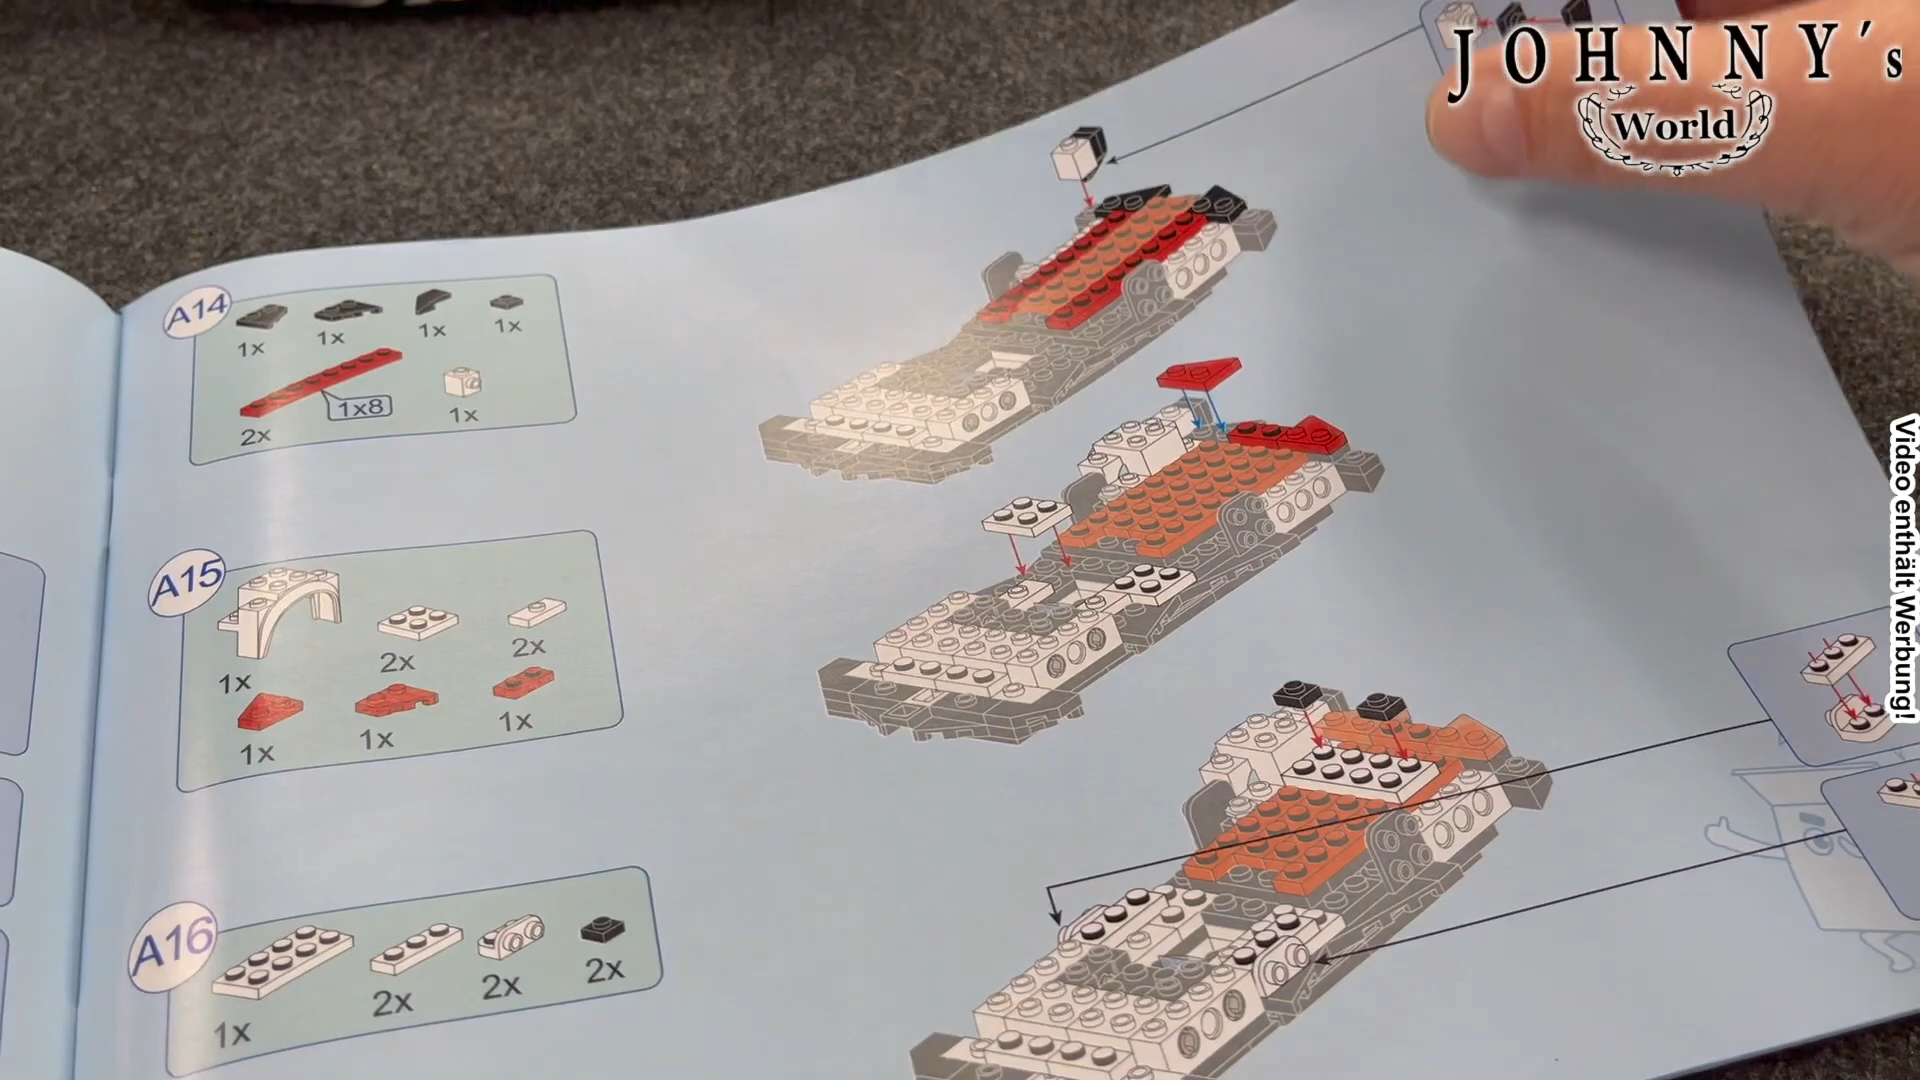 JOHNNY´s
World
Video enthält Werbung!
A14
1x
1x
1x
1x
1x8
2x
1x
A15
1x
2x
2x
1x
1x
1x
A16
1x
2x
2x
2x